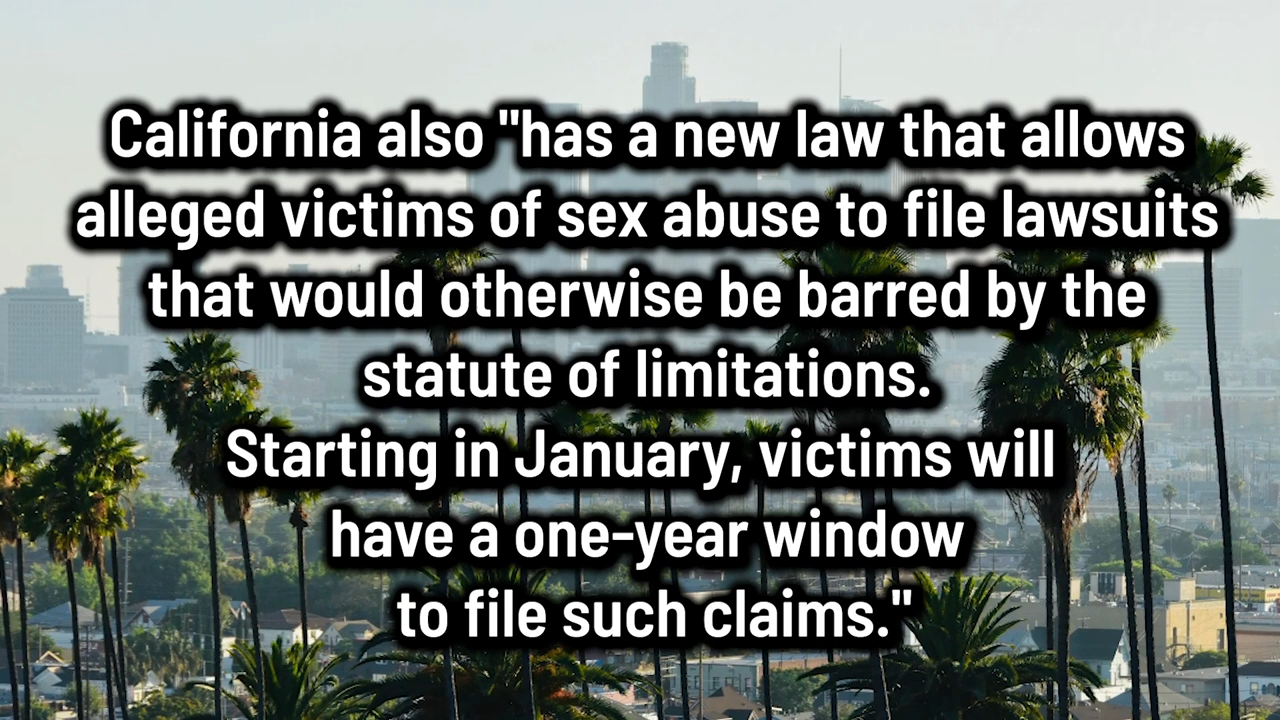 California also "has a new law that allows
alleged victims of sex abuse to file lawsuits
that would otherwise be barred by the
statute of limitations.
Starting in January, victims will
have a one-year window
to file such claims."